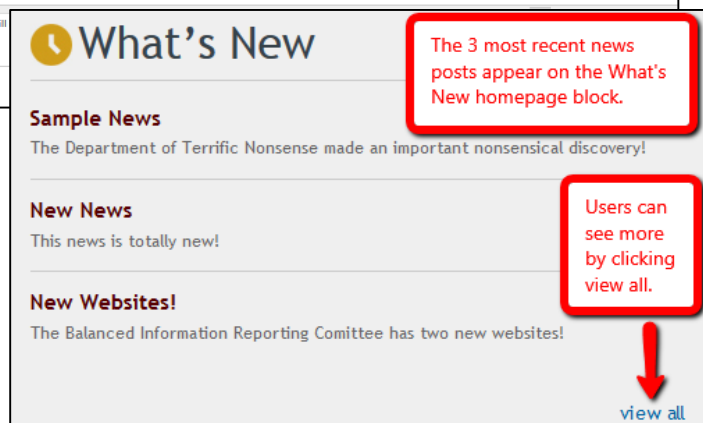 What's New
The 3 most recent news
posts appear on the What's
New homepage block.
Sample News
The Department of Terrific Nonsense made an important nonsensical discovery!
New News
This news is totally new!
Users can
see more
by clicking
view all.
New Websites!
The Balanced Information Reporting Comittee has two new websites!
view all